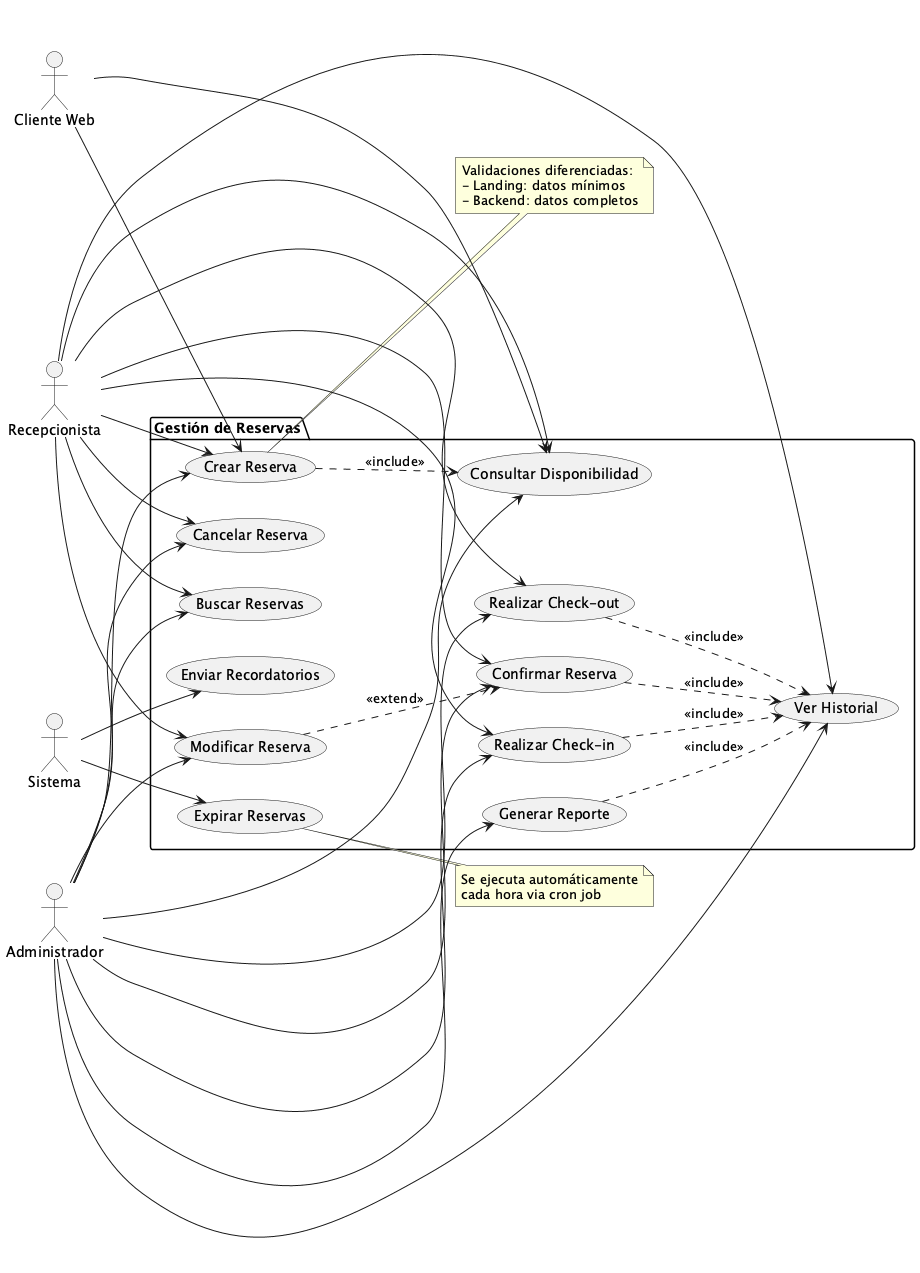 Cliente Web
Validaciones diferenciadas:
- Landing: datos mínimos
- Backend: datos completos
Recepcionista
Gestión de Reservas
Crear Reserva
«include»
Consultar Disponibilidad
Cancelar Reserva
Buscar Reservas
Realizar Check-out
«include»
Enviar Recordatorios
Confirmar Reserva
«include»
«extend»
Ver Historial
«include»
Modificar Reserva
Realizar Check-in
«include»
Sistema
Expirar Reservas
Generar Reporte
Se ejecuta automáticamente
cada hora via cron job
Administrador